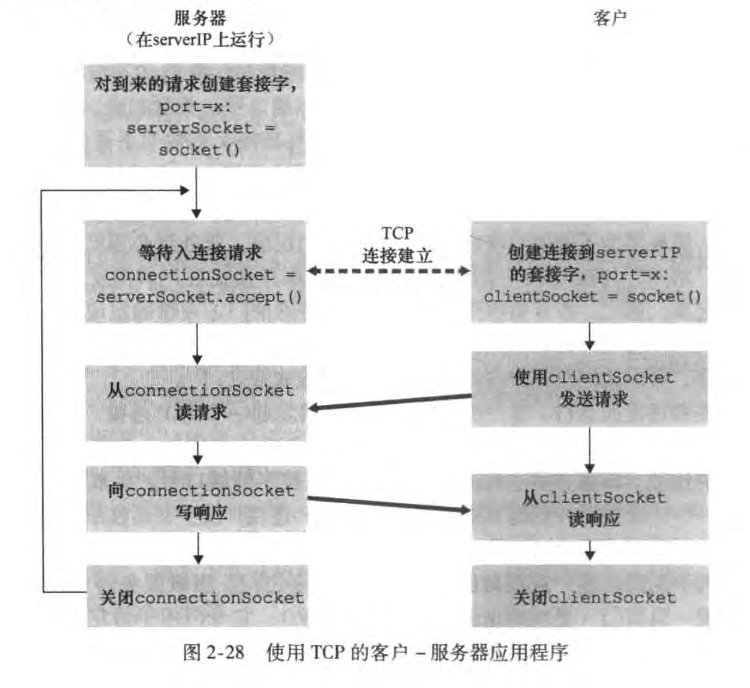 服务器
（在serverIP上运行）
对到来的请求创建套接字，
port=x:
serverSocket =
socket()
等待入连接请求
connectionSocket =
serverSocket.accept()
从connectionSocket
读请求
向connectionSocket
写响应
关闭connectionSocket
TCP
连接建立
客户
创建连接到serverIP
的套接字，port=x:
clientSocket = socket()
使用clientSocket
发送请求
从clientSocket
读响应
关闭clientSocket
图 2-28 使用 TCP 的客户 – 服务器应用程序